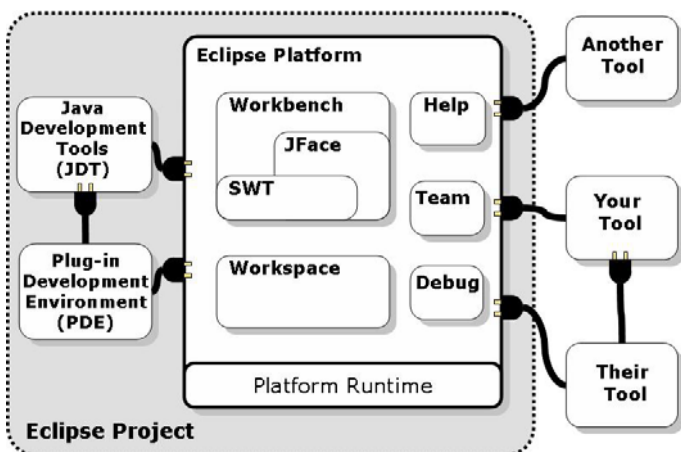 Eclipse Platform
Another
Tool
Workbench
Help
Java
Development
Tools
(JDT)
JFace
SWT
Team
Your
Tool
Plug-in
Development
Environment
(PDE)
Workspace
Debug
Platform Runtime
Their
Tool
Eclipse Project